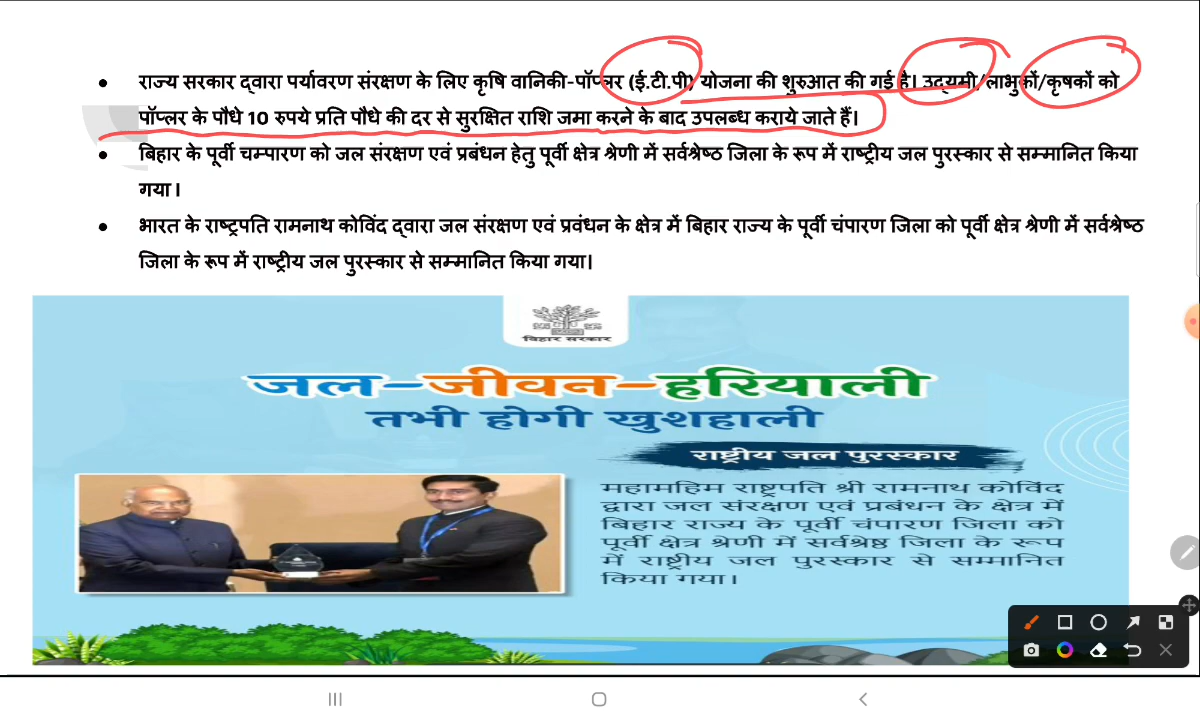 राज्य सरकार द्वारा पर्यावरण संरक्षण के लिए कृषि वानिकी-पॉप्लर (ई.टी.पी) योजना की शुरुआत की गई है। उद्यमी/लाभुकों/कृषकों को
पॉप्लर के पौधे 10 रुपये प्रति पौधे की दर से सुरक्षित राशि जमा करने के बाद उपलब्ध कराये जाते हैं।
बिहार के पूर्वी चम्पारण को जल संरक्षण एवं प्रबंधन हेतु पूर्वी क्षेत्र श्रेणी में सर्वश्रेष्ठ जिला के रूप में राष्ट्रीय जल पुरस्कार से सम्मानित किया
गया।
भारत के राष्ट्रपति रामनाथ कोविंद द्वारा जल संरक्षण एवं प्रवंधन के क्षेत्र में बिहार राज्य के पूर्वी चंपारण जिला को पूर्वी क्षेत्र श्रेणी में सर्वश्रेष्ठ
जिला के रूप में राष्ट्रीय जल पुरस्कार से सम्मानित किया गया।
बिहार सरकार
जल-जीवन-हरियाली
तभी होगी खुशहाली
राष्ट्रीय जल पुरस्कार
महामहिम राष्ट्रपति श्री रामनाथ कोविंद
द्वारा जल संरक्षण एवं प्रबंधन के क्षेत्र में
बिहार राज्य के पूर्वी चंपारण जिला को
पूर्वी क्षेत्र श्रेणी में सर्वश्रेष्ठ जिला के रूप
में राष्ट्रीय जल पुरस्कार से सम्मानित
किया गया।